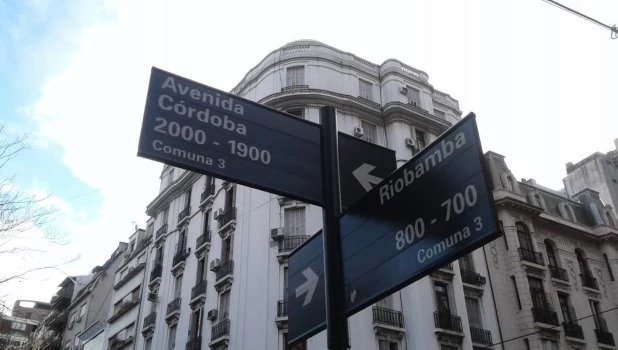 Avenida
Córdoba
2000 - 1900
Comuna 3
Riobamba
800 - 700
Comuna 3